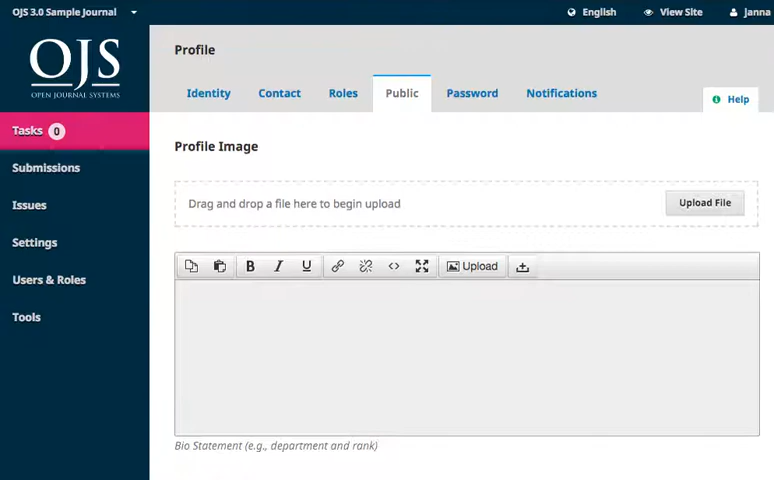 OJS 3.0 Sample Journal
English
View Site
Janna
OJS
OPEN JOURNAL SYSTEMS
Tasks 0
Submissions
Issues
Settings
Users & Roles
Tools
Profile
Identity
Contact
Roles
Public
Password
Notifications
Help
Profile Image
Drag and drop a file here to begin upload
Upload File
B I U <> Upload
Bio Statement (e.g., department and rank)